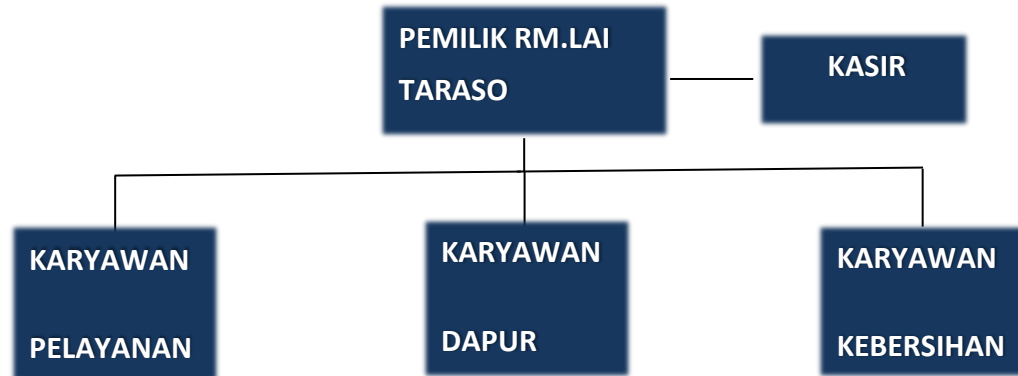 PEMILIK RM.LAI
TARASO
KASIR
KARYAWAN
PELAYANAN
KARYAWAN
DAPUR
KARYAWAN
KEBERSIHAN